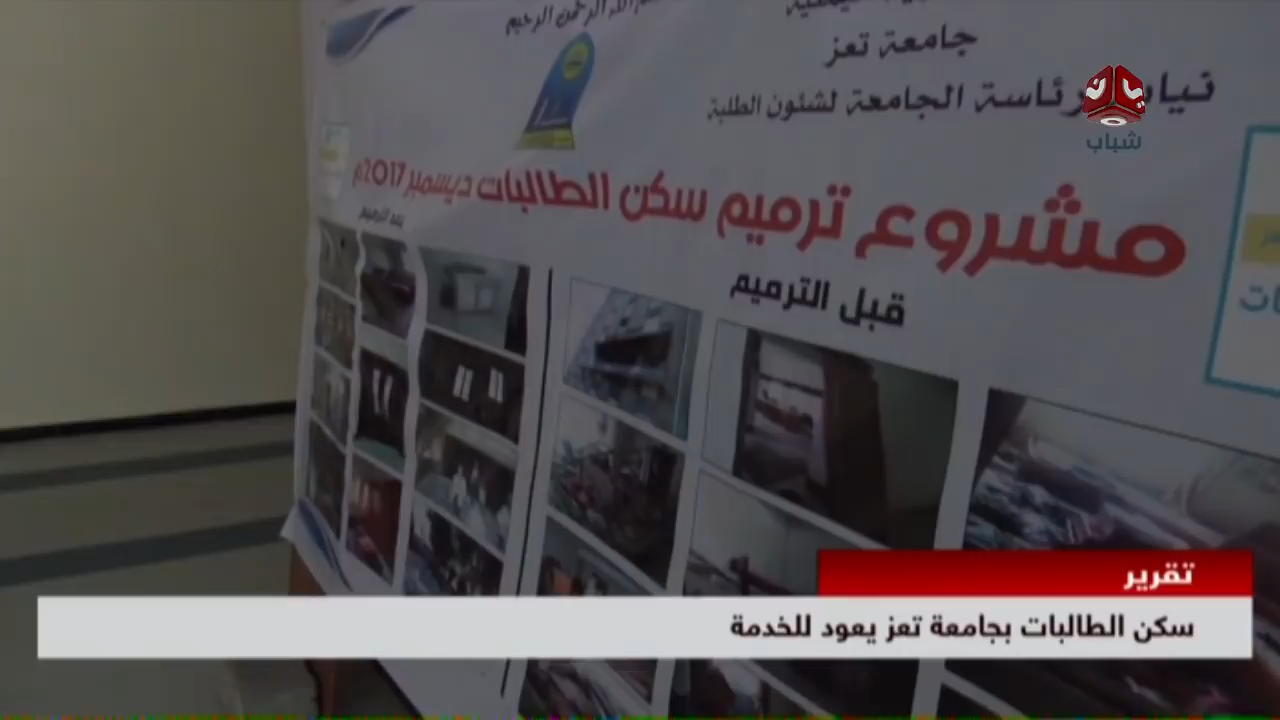 الله الرحمن الرحيم
جامعة تعز
رئاسة الجامعة لشئون الطلبة
يمن
شباب
مشروع ترميم سكن الطالبات ديسمبر 2017م
بعد الترميم
قبل الترميم
تقرير
سكن الطالبات بجامعة تعز يعود للخدمة